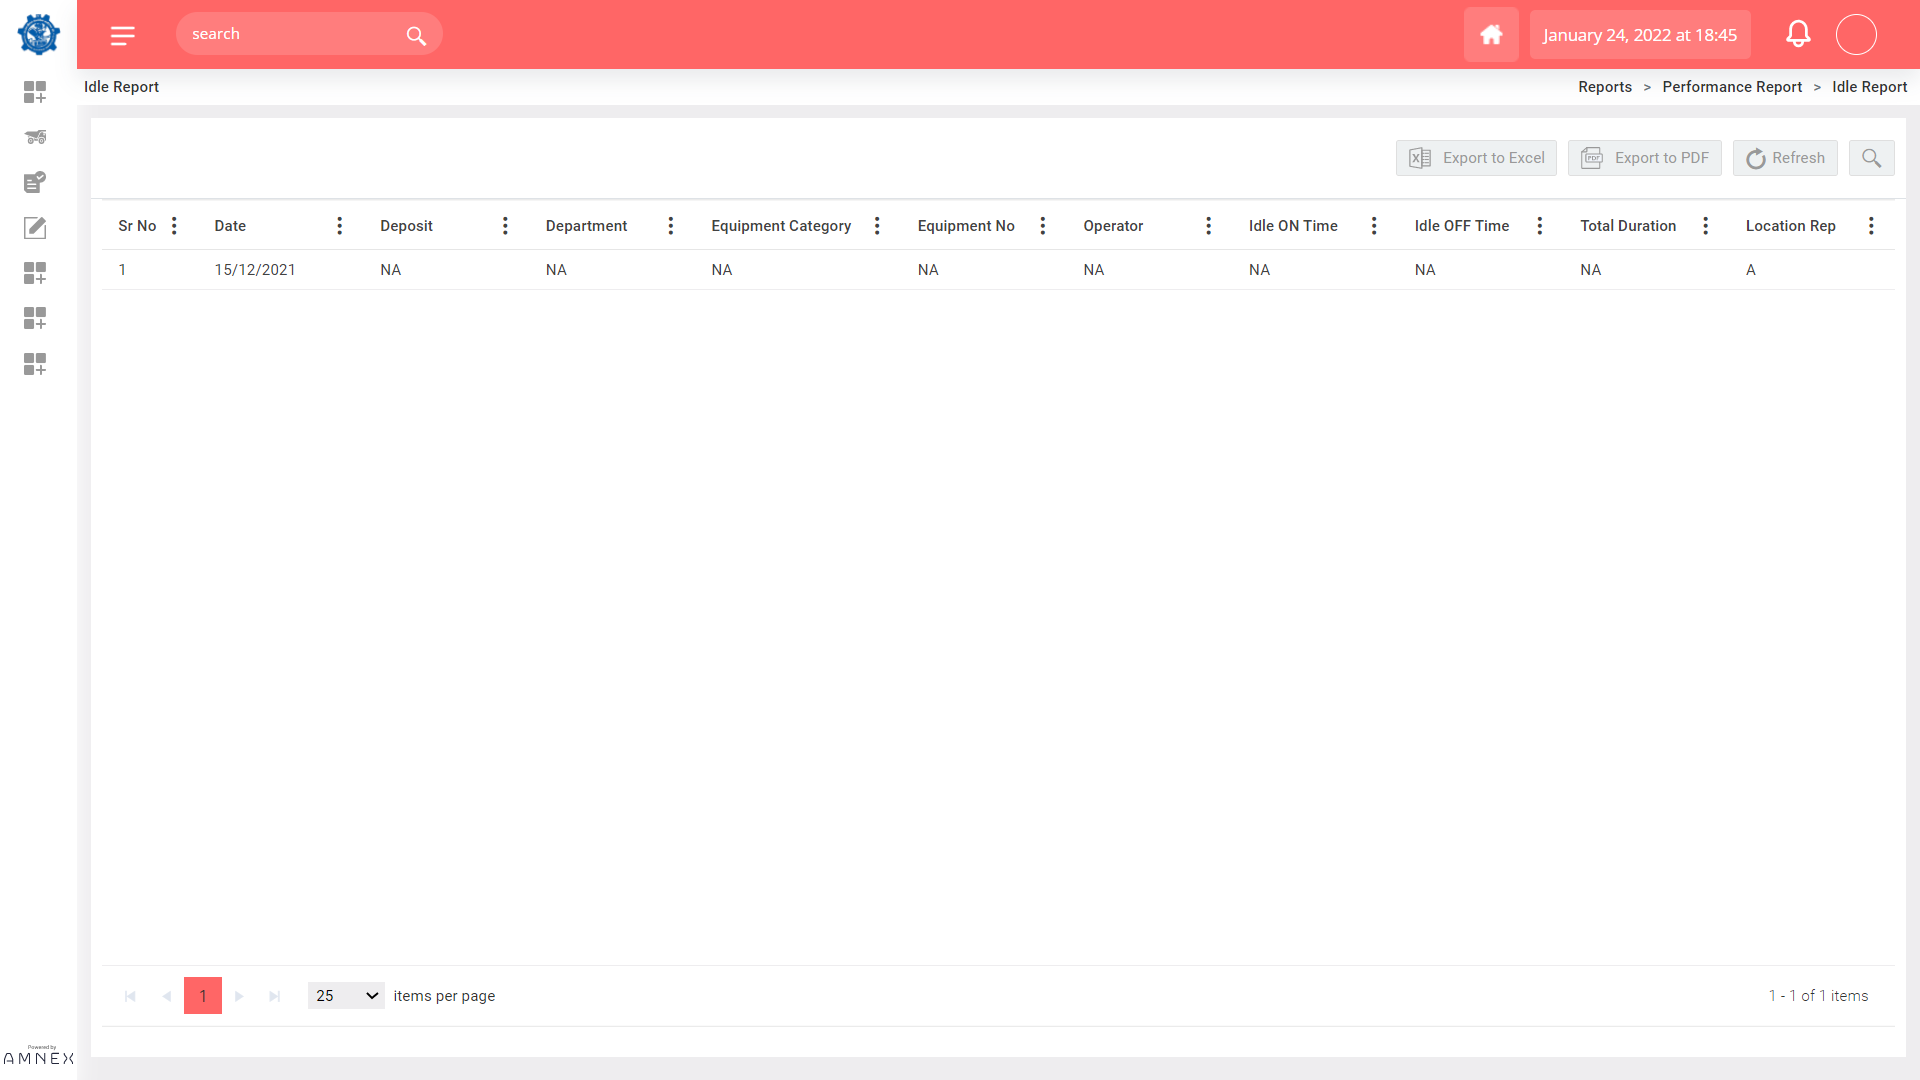 search
January 24, 2022 at 18:45
Idle Report
Reports > Performance Report > Idle Report
Export to Excel
PDF Export to PDF
Refresh
Sr No Date Deposit Department Equipment Category Equipment No Operator Idle ON Time Idle OFF Time Total Duration Location Rep
1 15/12/2021 NA NA NA NA NA NA NA NA A
1 25 items per page 1 - 1 of 1 items
Powered by
AMNEX